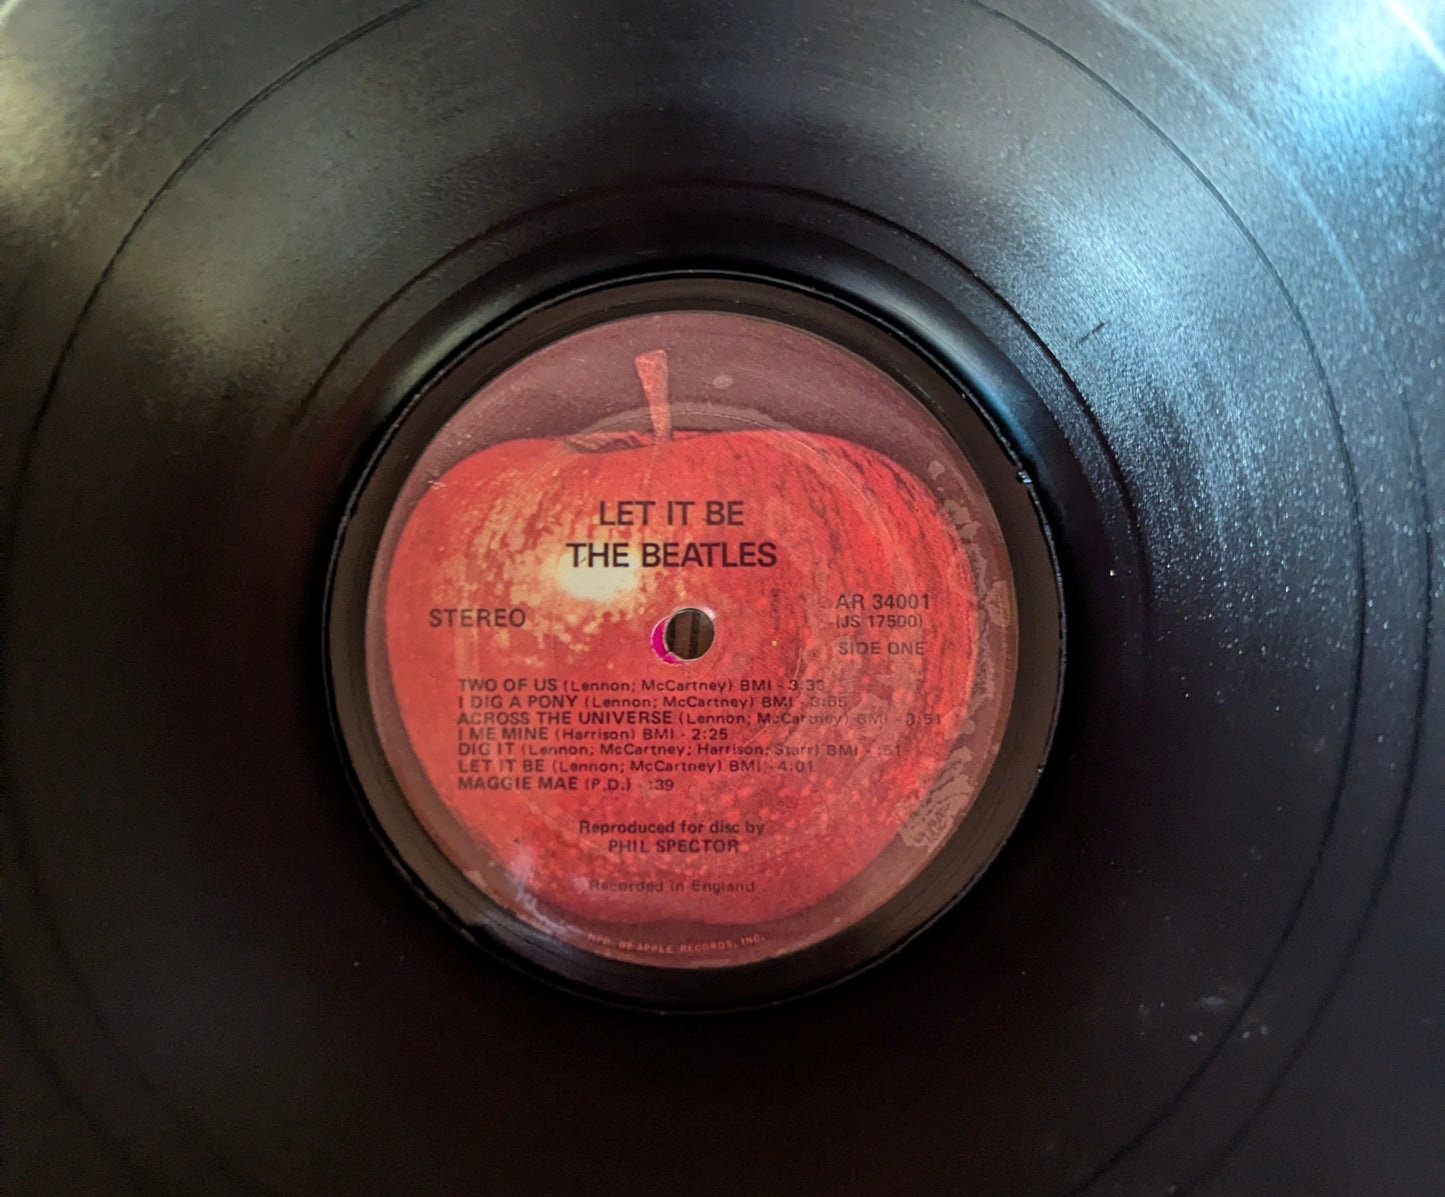 LET IT BE
THE BEATLES
STEREO
AR 34001
(JS 17500)
SIDE ONE
TWO OF US (Lennon; McCartney) BMI - 3:33
I DIG A PONY (Lennon; McCartney) BMI - 3:55
ACROSS THE UNIVERSE (Lennon; McCartney) BMI - 3:51
I ME MINE (Harrison) BMI - 2:25
DIG IT (Lennon; McCartney; Harrison; Starr) BMI - :51
LET IT BE (Lennon; McCartney) BMI - 4:01
MAGGIE MAE (P.D.) - :39
Reproduced for disc by
PHIL SPECTOR
Recorded in England
MFD. BY APPLE RECORDS, INC.